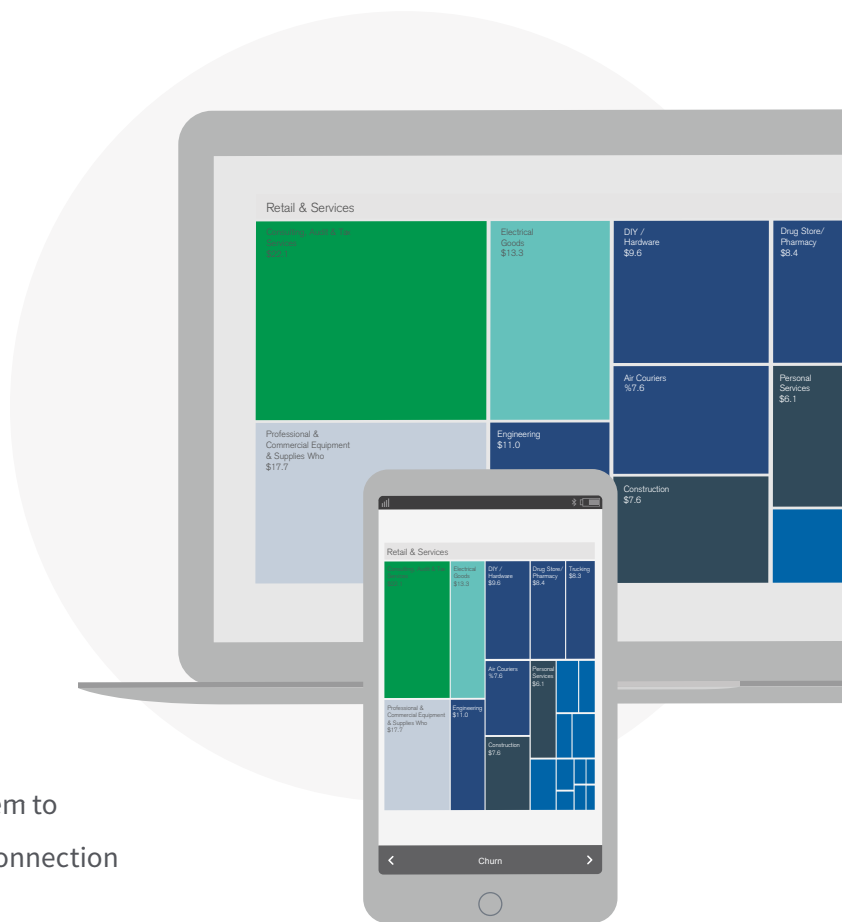 Retail & Services
Consulting, Audit & Tax
Services
Electrical
Goods
$13.3
DIY /
Hardware
$9.6
Drug Store/
Pharmacy
$8.4
Air Couriers
%7.6
Personal
Services
$6.1
Professional &
Commercial Equipment
& Supplies Who
$17.7
Engineering
$11.0
Construction
$7.6
Retail & Services
Electrical
Goods
$13.3
DIY /
Hardware
$9.6
Drug Store/
Pharmacy
$8.4
Trucking
$8.3
Air Couriers
%7.6
Personal
Services
$6.1
Professional &
Commercial Equipment
& Supplies Who
$17.7
Engineering
$11.0
Construction
$7.6
Churn
em to
onnection